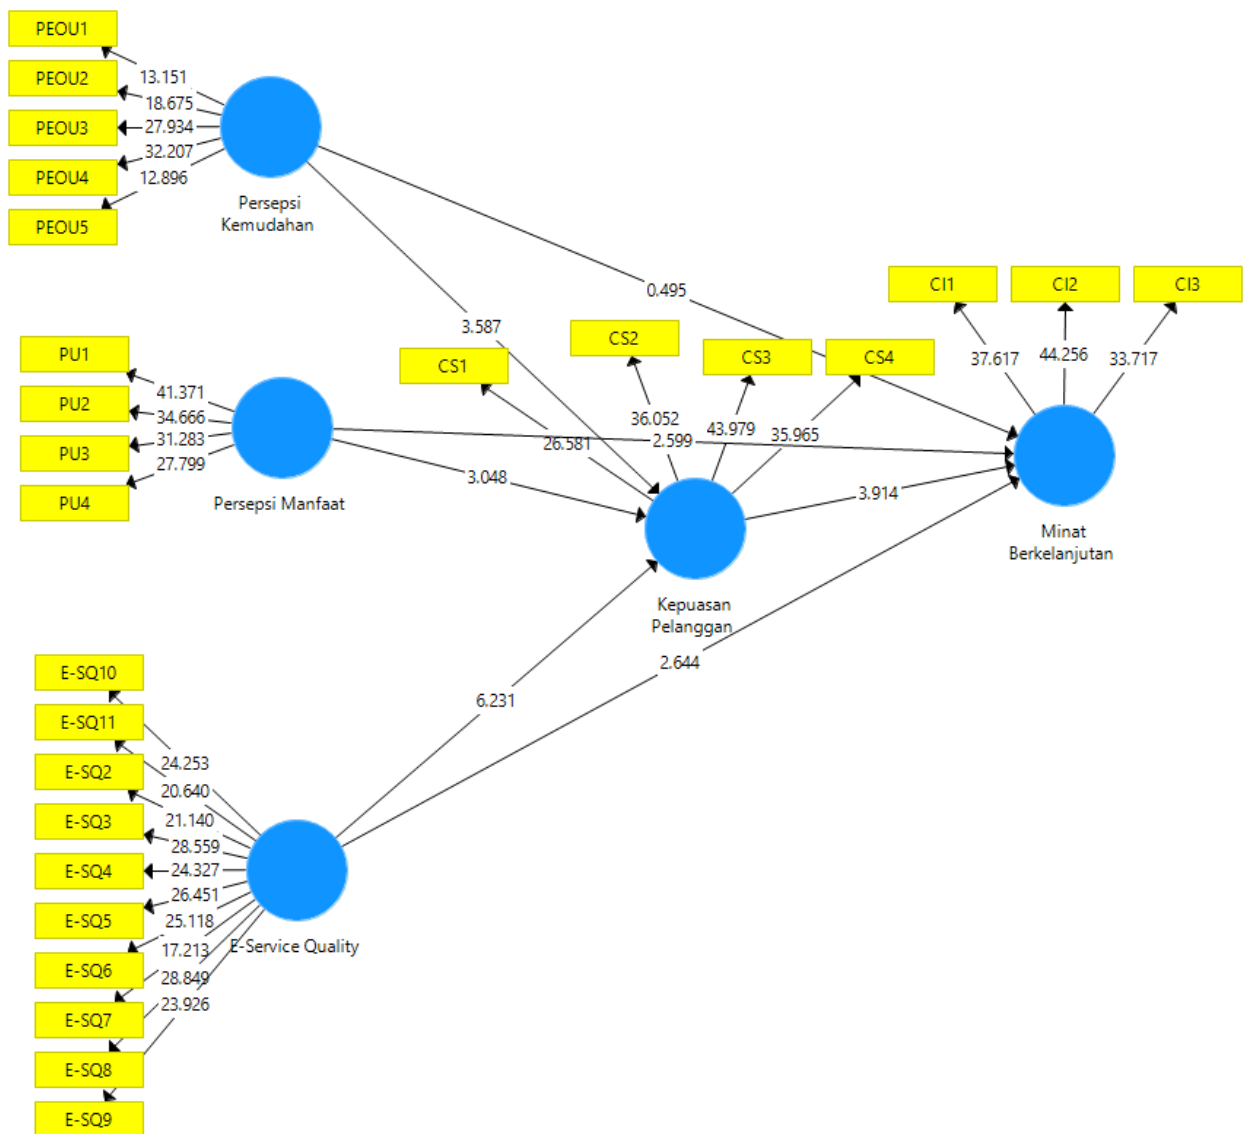 PEOU1
PEOU2
PEOU3
PEOU4
PEOU5
13.151
18.675
27.934
32.207
12.896
Persepsi
Kemudahan
PU1
PU2
PU3
PU4
41.371
34.666
31.283
27.799
Persepsi Manfaat
E-SQ10
E-SQ11
E-SQ2
E-SQ3
E-SQ4
E-SQ5
E-SQ6
E-SQ7
E-SQ8
E-SQ9
24.253
20.640
21.140
28.559
24.327
26.451
25.118
17.213
28.849
23.926
E-Service Quality
0.495
3.587
2.599
3.048
6.231
2.644
3.914
CS1
CS2
CS3
CS4
26.581
36.052
43.979
35.965
Kepuasan
Pelanggan
CI1
CI2
CI3
37.617
44.256
33.717
Minat
Berkelanjutan